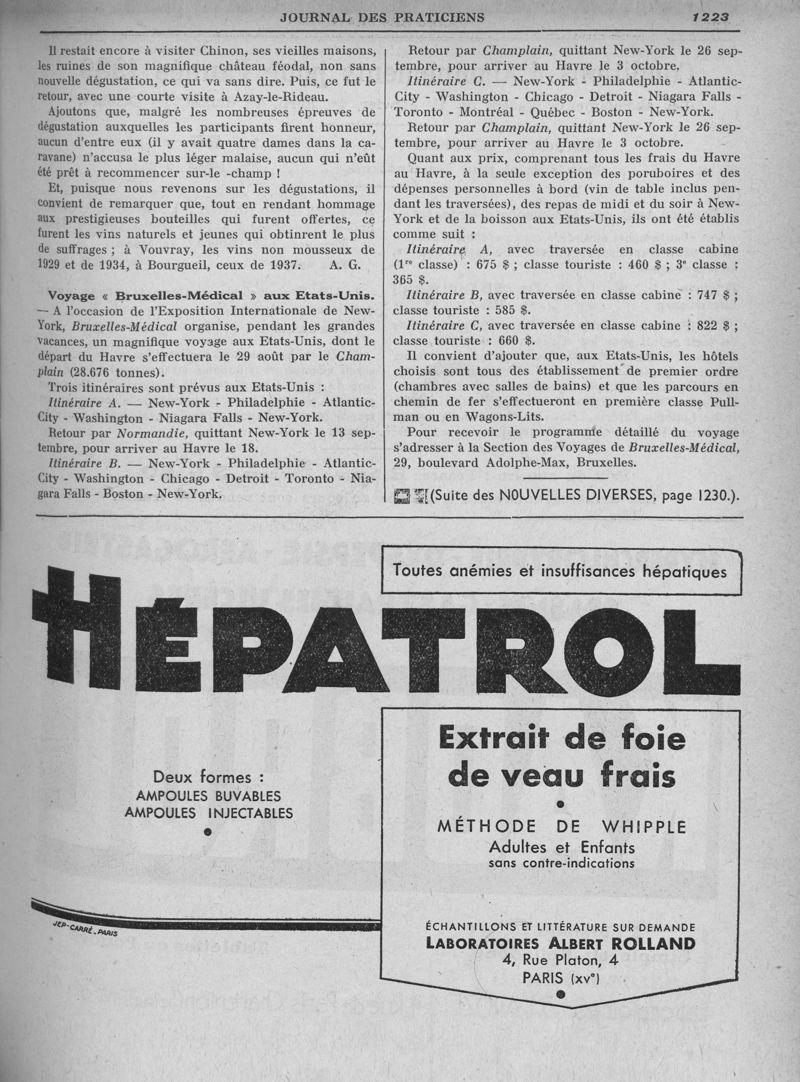 JOURNAL DES PRATICIENS 1223
Il restait encore à visiter Chinon, ses vieilles maisons,
les ruines de son magnifique château féodal, non sans
nouvelle dégustation, ce qui va sans dire. Puis, ce fut le
retour, avec une courte visite à Azay-le-Rideau.
Ajoutons que, malgré les nombreuses épreuves de
dégustation auxquelles les participants firent honneur,
aucun d'entre eux (il y avait quatre dames dans la ca-
ravane) n'accusa le plus léger malaise, aucun qui n'eût
été prêt à recommencer sur-le -champ !
Et, puisque nous revenons sur les dégustations, il
convient de remarquer que, tout en rendant hommage
aux prestigieuses bouteilles qui furent offertes, ce
furent les vins naturels et jeunes qui obtinrent le plus
de suffrages ; à Vouvray, les vins non mousseux de
1929 et de 1934, à Bourgueil, ceux de 1937. A. G.
Voyage « Bruxelles-Médical » aux Etats-Unis.
— A l'occasion de l'Exposition Internationale de New-
York, Bruxelles-Médical organise, pendant les grandes
vacances, un magnifique voyage aux Etats-Unis, dont le
départ du Havre s'effectuera le 29 août par le Cham-
plain (28.676 tonnes).
Trois itinéraires sont prévus aux Etats-Unis :
Itinéraire A. — New-York - Philadelphie - Atlantic-
City - Washington - Niagara Falls - New-York.
Retour par Normandie, quittant New-York le 13 sep-
tembre, pour arriver au Havre le 18.
Itinéraire B. — New-York - Philadelphie - Atlantic-
City - Washington - Chicago - Detroit - Toronto - Nia-
gara Falls - Boston - New-York.
Retour par Champlain, quittant New-York le 26 sep-
tembre, pour arriver au Havre le 3 octobre.
Itinéraire C. — New-York - Philadelphie - Atlantic-
City - Washington - Chicago - Detroit - Niagara Falls -
Toronto - Montréal - Québec - Boston - New-York.
Retour par Champlain, quittant New-York le 26 sep-
tembre, pour arriver au Havre le 3 octobre.
Quant aux prix, comprenant tous les frais du Havre
au Havre, à la seule exception des poruboires et des
dépenses personnelles à bord (vin de table inclus pen-
dant les traversées), des repas de midi et du soir à New-
York et de la boisson aux Etats-Unis, ils ont été établis
comme suit :
Itinéraire A, avec traversée en classe cabine
(1re classe) : 675 $ ; classe touriste : 460 $ ; 3e classe :
365 $.
Itinéraire B, avec traversée en classe cabine : 747 $ ;
classe touriste : 585 $.
Itinéraire C, avec traversée en classe cabine : 822 $ ;
classe touriste : 660 $.
Il convient d'ajouter que, aux Etats-Unis, les hôtels
choisis sont tous des établissement de premier ordre
(chambres avec salles de bains) et que les parcours en
chemin de fer s'effectueront en première classe Pull-
man ou en Wagons-Lits.
Pour recevoir le programme détaillé du voyage
s'adresser à la Section des Voyages de Bruxelles-Médical,
29, boulevard Adolphe-Max, Bruxelles.
(Suite des NOUVELLES DIVERSES, page 1230.).
Toutes anémies et insuffisances hépatiques
HÉPATROL
Extrait de foie
de veau frais
Deux formes :
AMPOULES BUVABLES
AMPOULES INJECTABLES
MÉTHODE DE WHIPPLE
Adultes et Enfants
sans contre-indications
JEP-CARRÉ_PARIS
ÉCHANTILLONS ET LITTÉRATURE SUR DEMANDE
LABORATOIRES ALBERT ROLLAND
4, Rue Platon, 4
PARIS (XVe)